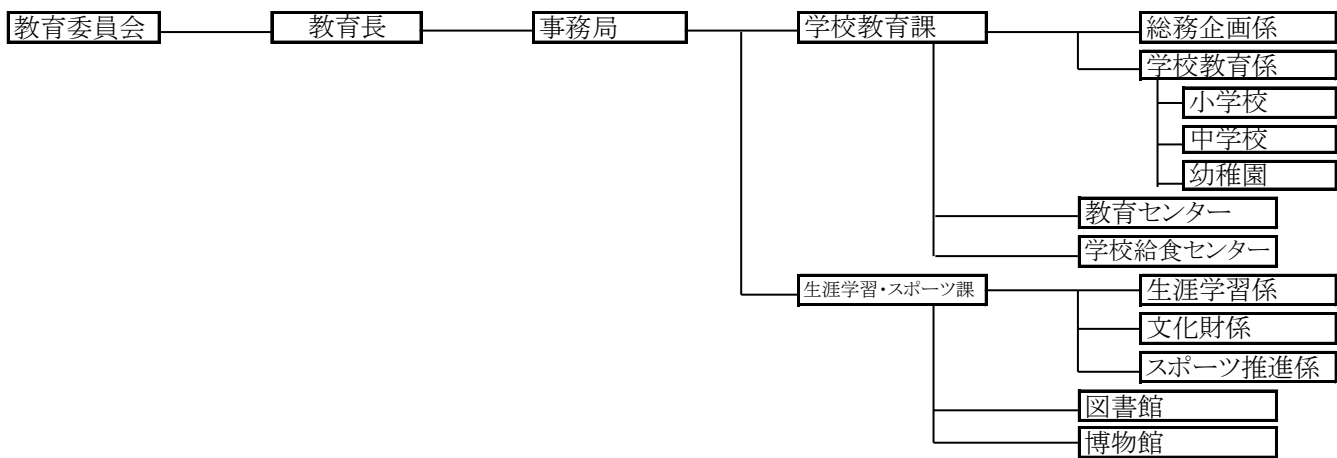 教育委員会
教育長
事務局
学校教育課
総務企画係
学校教育係
小学校
中学校
幼稚園
教育センター
学校給食センター
生涯学習・スポーツ課
生涯学習係
文化財係
スポーツ推進係
図書館
博物館